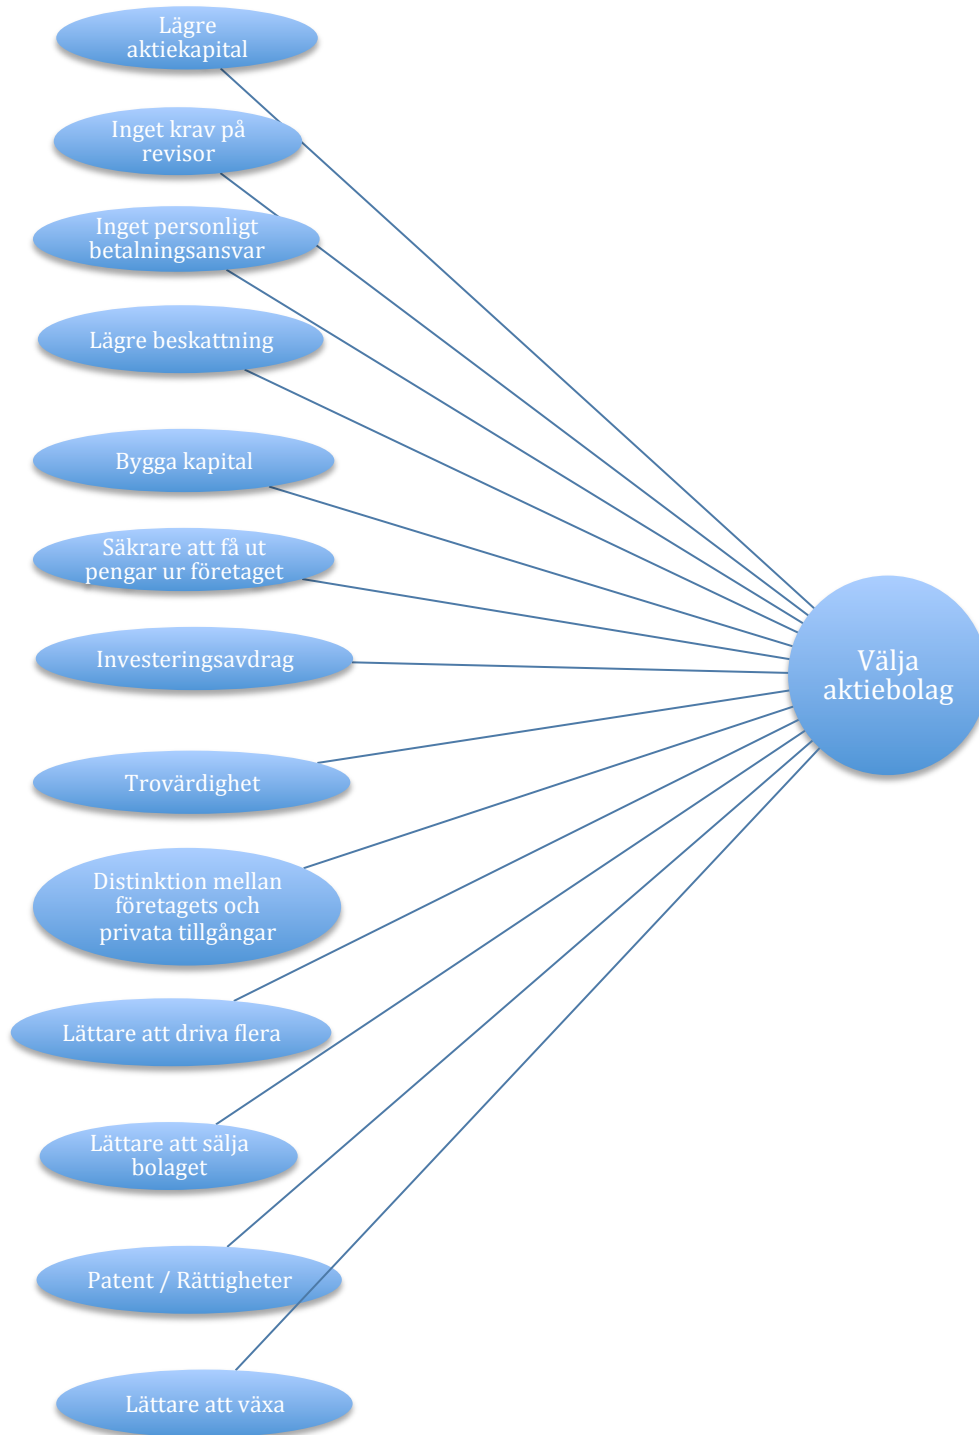 Lägre
aktiekapital
Inget krav på
revisor
Inget personligt
betalningsansvar
Lägre beskattning
Bygga kapital
Säkrare att få ut
pengar ur företaget
Investeringsavdrag
Välja
aktiebolag
Trovärdighet
Distinktion mellan
företagets och
privata tillgångar
Lättare att driva flera
Lättare att sälja
bolaget
Patent / Rättigheter
Lättare att växa